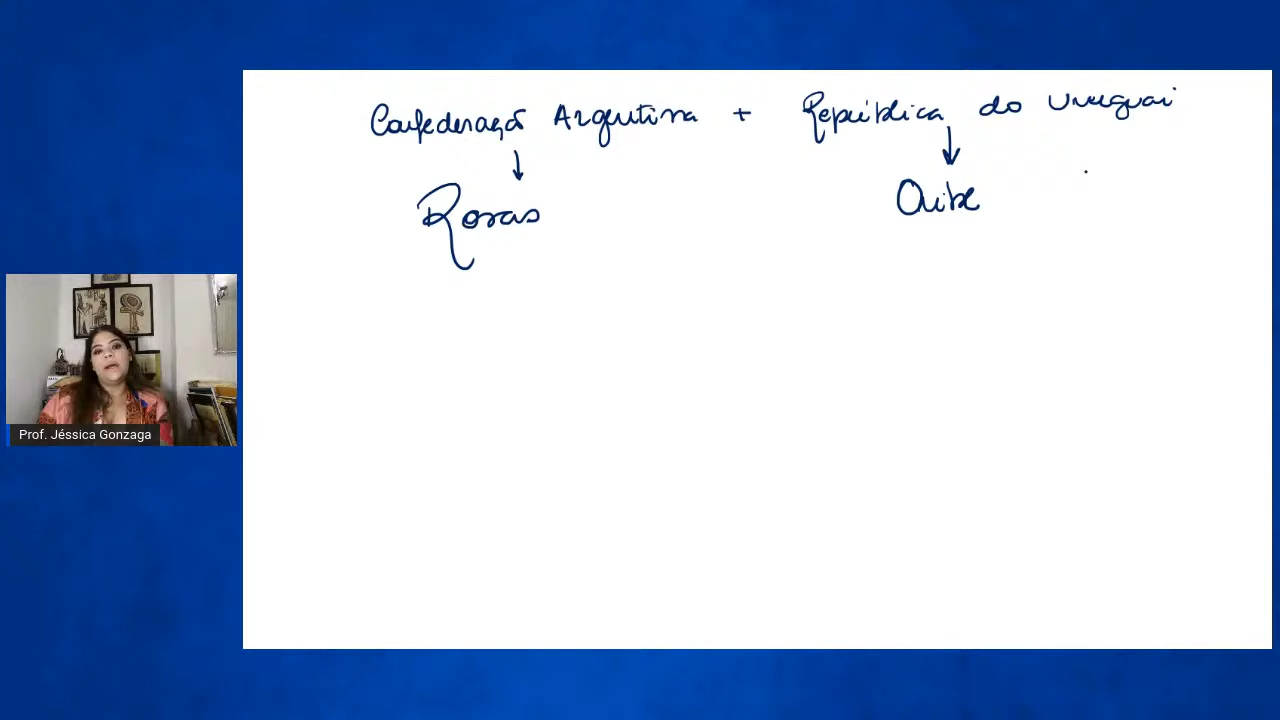 Confederação Argentina + República do Uruguai
Rosas Oribe
Prof. Jéssica Gonzaga